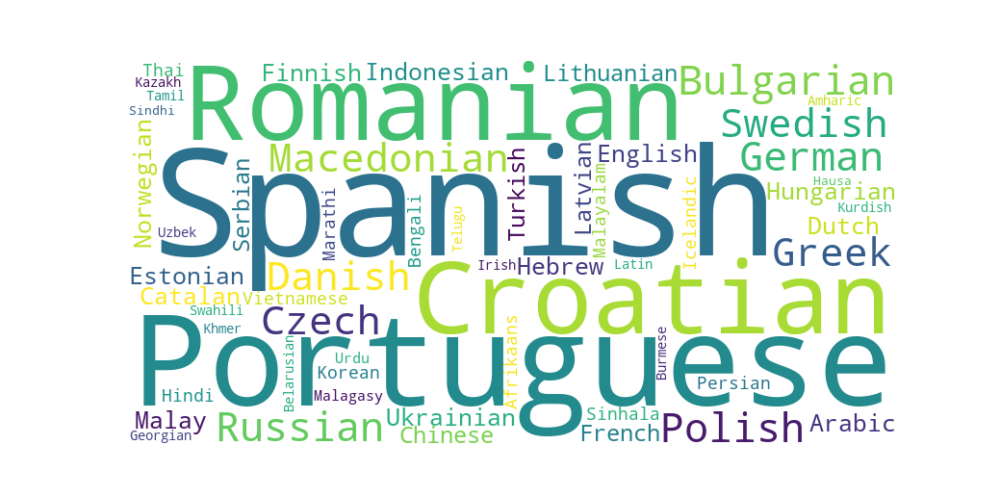 Thai
Kazakh
Tamil
Sindhi
Romanian
Finnish
Indonesian
Lithuanian
Bulgarian
Amharic
Swedish
Norwegian
Uzbek
Serbian
Macedonian
Spanish
Marathi
Bengali
Telugu
Turkish
Latvian
English
Malayalam
Icelandic
German
Hausa
Hungarian
Kurdish
Dutch
Greek
Estonian
Danish
Irish
Hebrew
Latin
Catalan
Vietnamese
Croatian
Swahili
Khmer
Czech
Portuguese
Belarusian
Urdu
Korean
Malagasy
Afrikaans
Burmese
Persian
Hindi
Malay
Georgian
Russian
Ukrainian
Chinese
Sinhala
French
Polish
Arabic